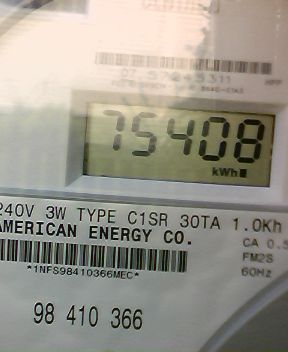 75408
kWh
240V 3W TYPE C1SR 30TA 1.0Kh
AMERICAN ENERGY CO.
CA 0.5
FM2S
60Hz
*1NFS98410366MEC*
98 410 366